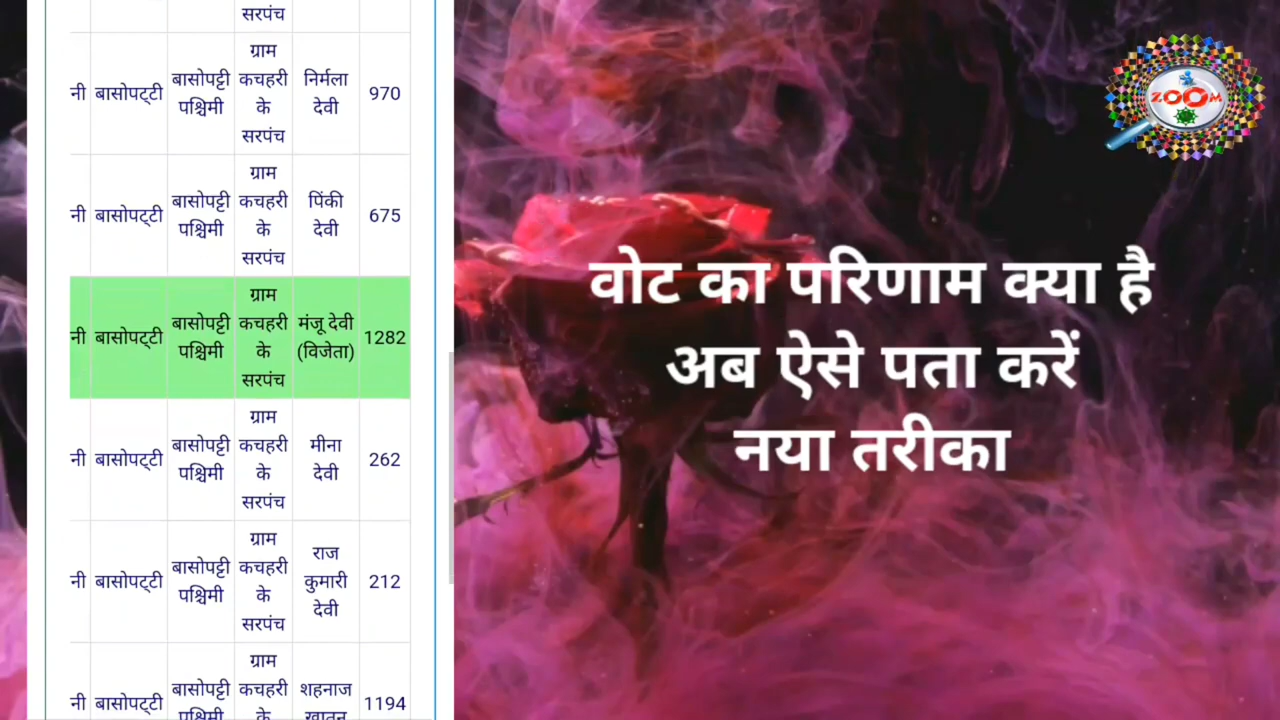 सरपंच
नी बासोपट्टी बासोपट्टी पश्चिमी ग्राम कचहरी के सरपंच निर्मला देवी 970
नी बासोपट्टी बासोपट्टी पश्चिमी ग्राम कचहरी के सरपंच पिंकी देवी 675
नी बासोपट्टी बासोपट्टी पश्चिमी ग्राम कचहरी के सरपंच मंजू देवी (विजेता) 1282
नी बासोपट्टी बासोपट्टी पश्चिमी ग्राम कचहरी के सरपंच मीना देवी 262
नी बासोपट्टी बासोपट्टी पश्चिमी ग्राम कचहरी के सरपंच राज कुमारी देवी 212
नी बासोपट्टी बासोपट्टी पश्चिमी ग्राम कचहरी के शहनाज खातून 1194
ZOOM
वोट का परिणाम क्या है
अब ऐसे पता करें
नया तरीका